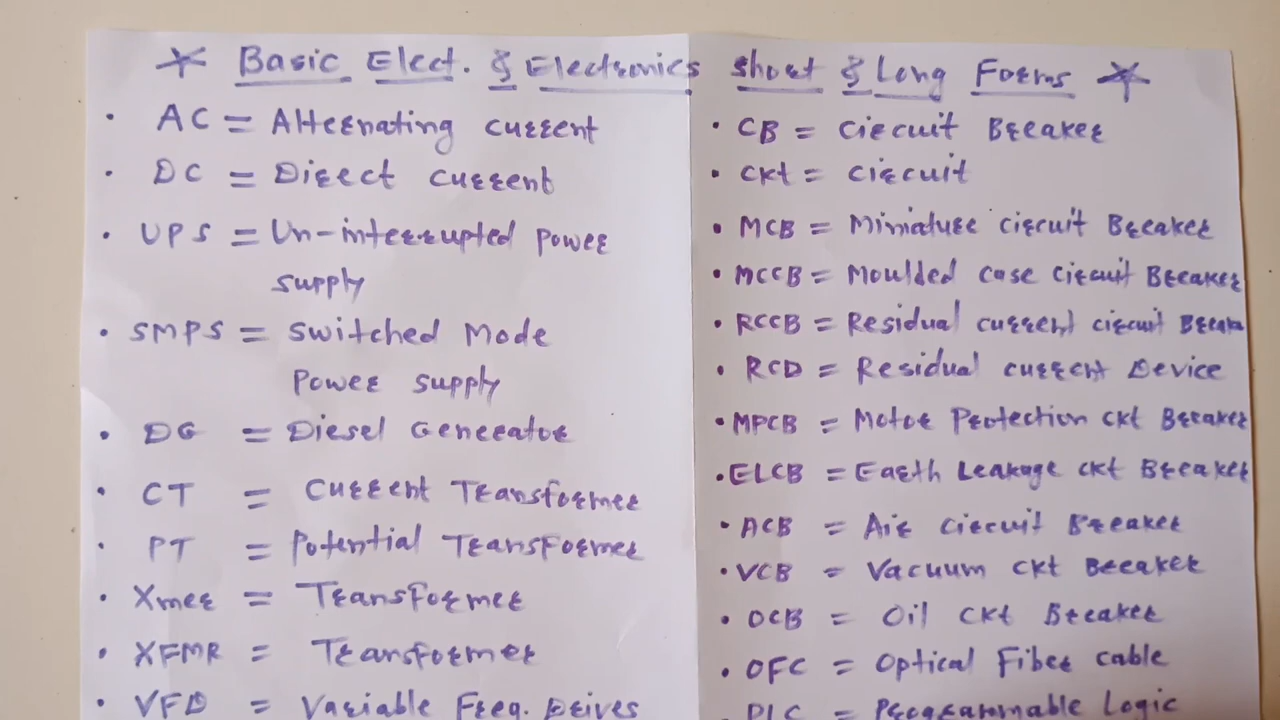 * Basic Elect. & Electronics short & Long Forms *
• AC = Alternating current
• DC = Direct current
• UPS = Un-interrupted power
supply
• SMPS = Switched Mode
Power supply
• DG = Diesel Generator
• CT = Current Transformer
• PT = Potential Transformer
• Xmer = Transformer
• XFMR = Transformer
• VFD = Variable Freq. Drives
• CB = Circuit Breaker
• Ckt = Circuit
• MCB = Miniature circuit Breaker
• MCCB = Moulded case circuit Breaker
• RCCB = Residual current circuit Breake
• RCD = Residual current Device
• MPCB = Motor Protection ckt Breaker
• ELCB = Earth Leakage ckt Breaker
• ACB = Air circuit Breaker
• VCB = Vacuum ckt Breaker
• OCB = Oil ckt Breaker
• OFC = Optical Fiber cable
• PLC = Programmable Logic